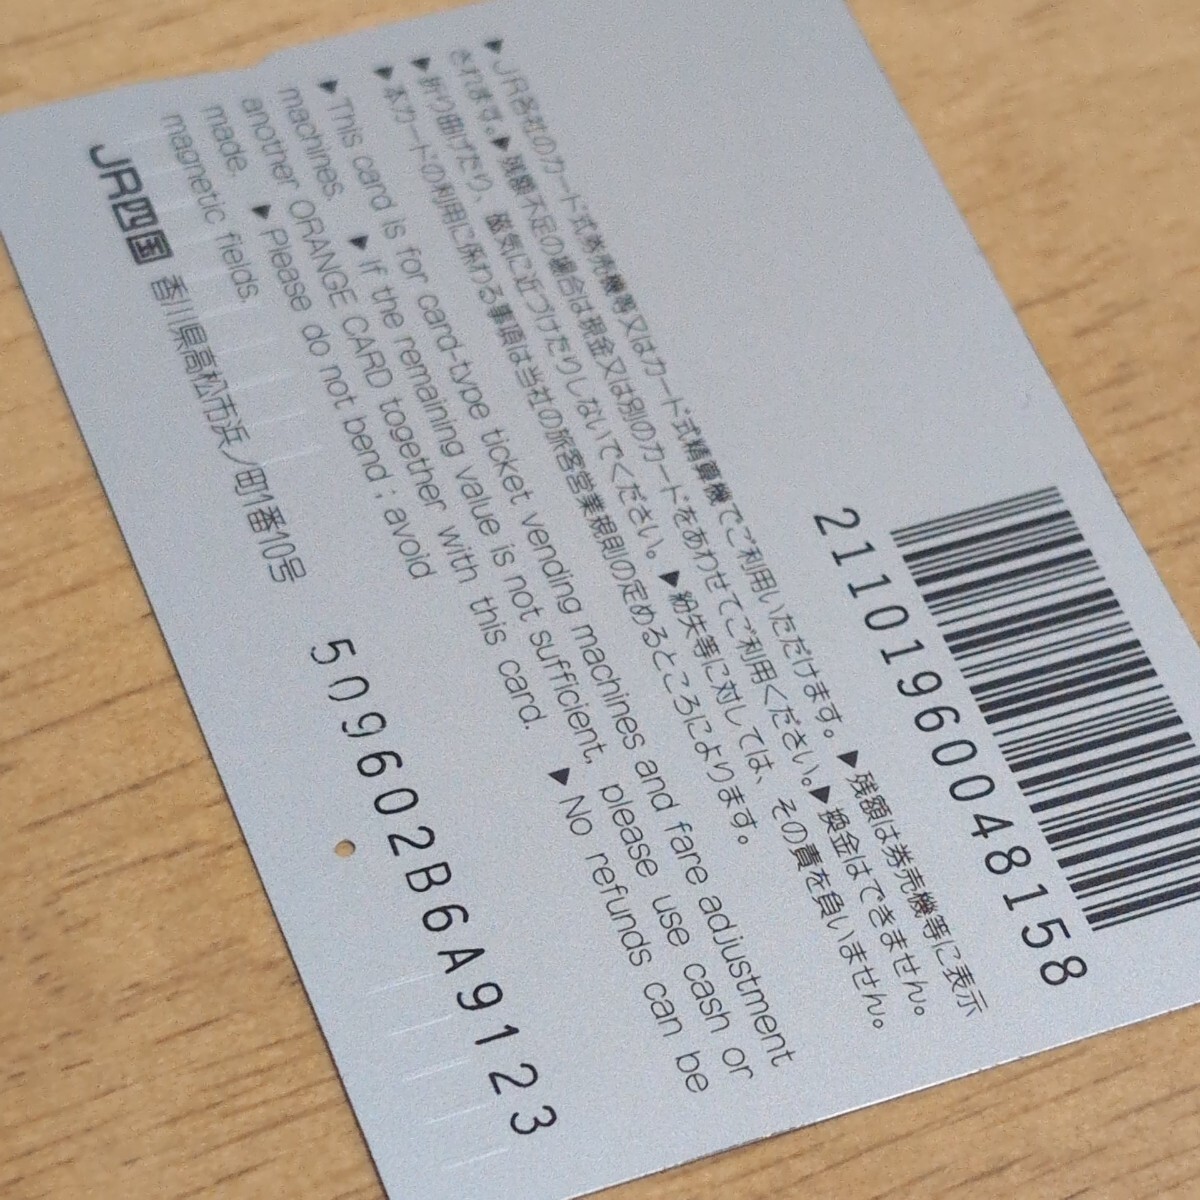 211019600048158
▶JR各社のカード式券売機等又はカード式精算機でご利用いただけます。▶残額は券売機等に表示
されます。▶残額不足の場合は現金又は別のカードをあわせてご利用ください。▶換金はできません。
▶折り曲げたり、磁気に近づけたりしないでください。▶紛失等に対しては、その責を負いません。
▶本カードの利用に係わる事項は当社の旅客営業規則の定めるところによります。
▶This card is for card-type ticket vending machines and fare adjustment
machines. ▶If the remaining value is not sufficient, please use cash or
another ORANGE CARD together with this card. ▶No refunds can be
made. ▶Please do not bend; avoid
magnetic fields.
JR四国 香川県高松市浜ノ町1番10号
509602B6A9123